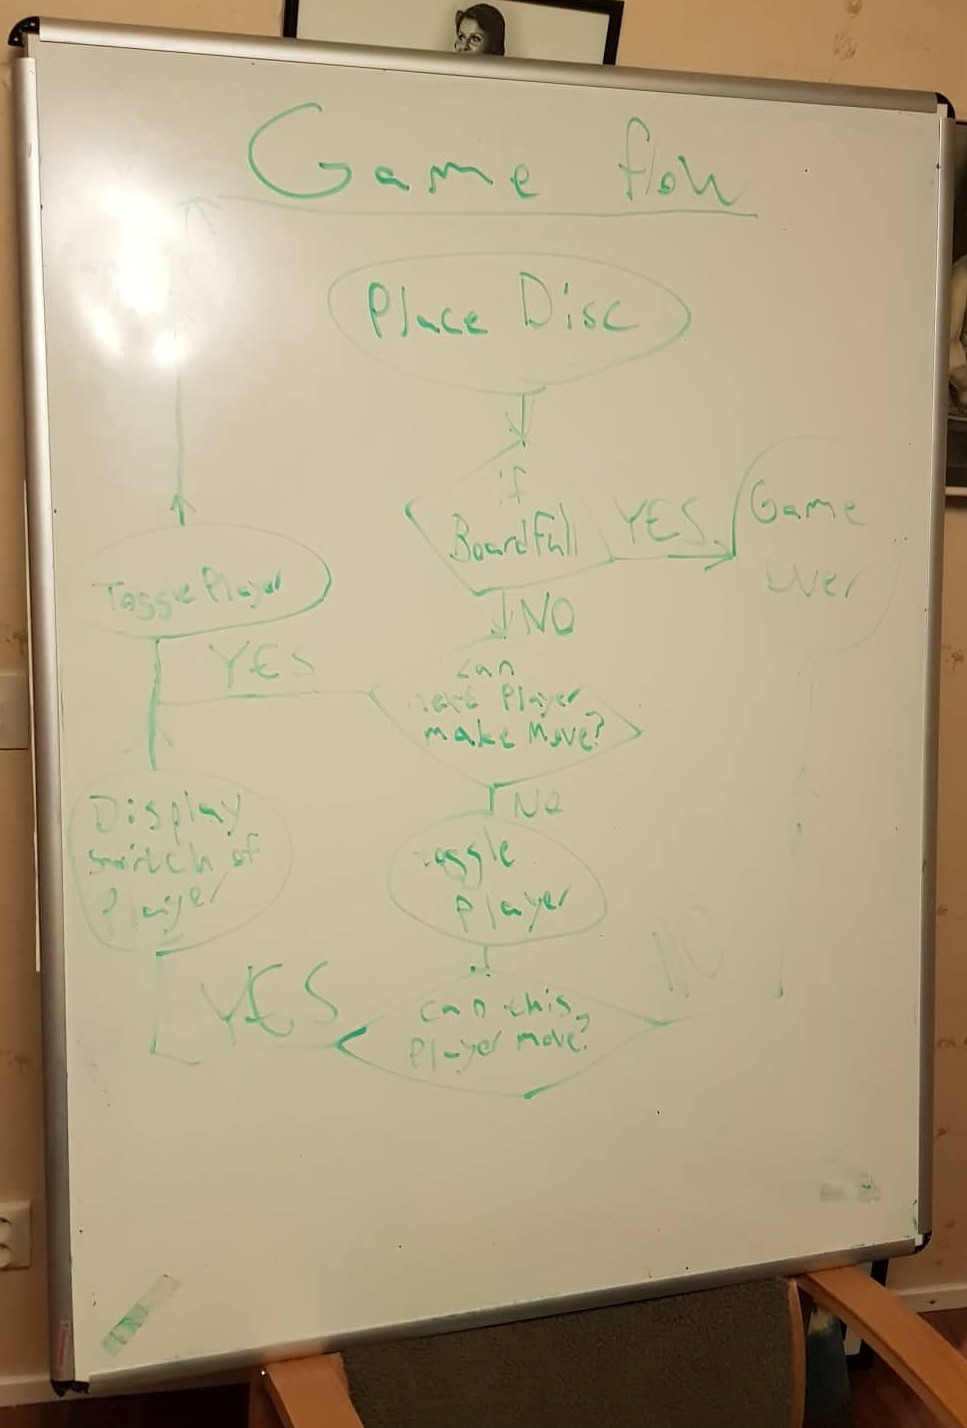 Game flow
Place Disc
if
BoardFull
YES
Game
over
NO
Toggle Player
YES
can
next Player
make Move?
NO
Display
switch of
Player
toggle
Player
NO
YES
can this
Player move?